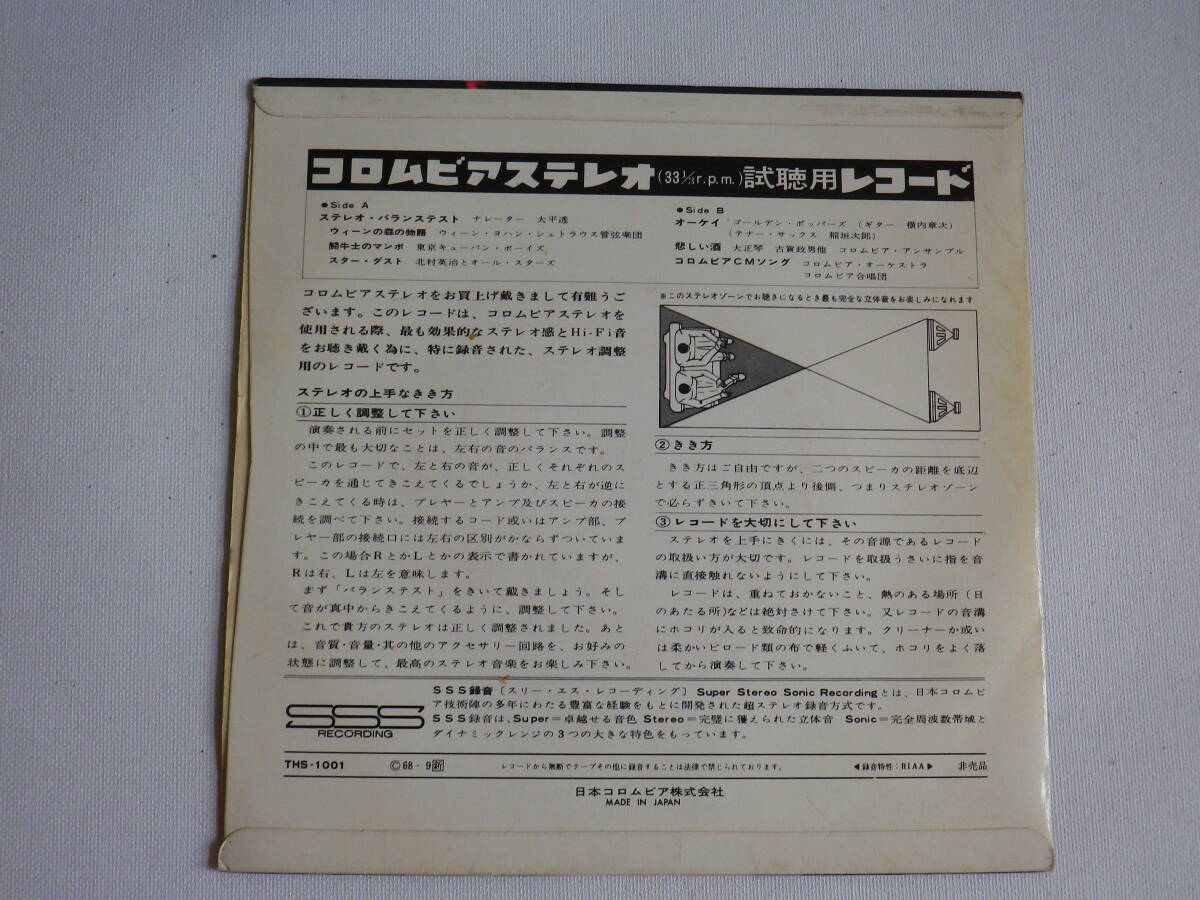 コロムビアステレオ(33⅓r.p.m.)試聴用レコード
●Side A
ステレオ・バランステスト ナレーター 大平透
ウィーンの森の物語 ウィーン・ヨハン・シュトラウス管弦楽団
闘牛士のマンボ 東京キューバン・ボーイズ
スター・ダスト 北村英治とオール・スターズ
●Side B
オーケイ ゴールデン・ポッパーズ (ギター 横内章次)
(テナー・サックス 稲垣次郎)
悲しい酒 大正琴 古賀政男他 コロムビア・アンサンブル
コロムビアCMソング コロムビア・オーケストラ
コロムビア合唱団
コロムビアステレオをお買上げ戴きまして有難うご
ざいます。このレコードは、コロムビアステレオを
使用される際、最も効果的なステレオ感とHi-Fi音
をお聴き戴く為に、特に録音された、ステレオ調整
用のレコードです。
ステレオの上手なきき方
①正しく調整して下さい
演奏される前にセットを正しく調整して下さい。調整
の中で最も大切なことは、左右の音のバランスです。
このレコードで、左と右の音が、正しくそれぞれのス
ピーカを通じてきこえてくるでしょうか、左と右が逆に
きこえてくる時は、プレヤーとアンプ及びスピーカの接
続を調べて下さい。接続するコード或いはアンプ部、プ
レヤー部の接続口には左右の区別がかならずついていま
す。この場合RとかLとかの表示で書かれていますが、
Rは右、Lは左を意味します。
まず「バランステスト」をきいて戴きましょう。そし
て音が真中からきこえてくるように、調整して下さい。
これで貴方のステレオは正しく調整されました。あと
は、音質・音量・其の他のアクセサリー回路を、お好みの
状態に調整して、最高のステレオ音楽をお楽しみ下さい。
※このステレオゾーンでお聴きになるとき最も完全な立体音をお楽しみになれます
②きき方
きき方はご自由ですが、二つのスピーカの距離を底辺
とする正三角形の頂点より後側、つまりステレオゾーン
で必らずきいて下さい。
③レコードを大切にして下さい
ステレオを上手にきくには、その音源であるレコード
の取扱い方が大切です。レコードを取扱うさいに指を音
溝に直接触れないようにして下さい。
レコードは、重ねておかないこと、熱のある場所（日
のあたる所)などは絶対さけて下さい。又レコードの音溝
にホコリが入ると致命的になります。クリーナーか或い
は柔かいビロード類の布で軽くふいて、ホコリをよく落
してから演奏して下さい。
SSS
RECORDING
SSS録音〔スリー・エス・レコーディング〕Super Stereo Sonic Recordingとは、日本コロムビ
ア技術陣の多年にわたる豊富な経験をもとに開発された超ステレオ録音方式です。
SSS録音は、Super＝卓越せる音色 Stereo＝完璧に獲えられた立体音 Sonic＝完全周波数帯域と
ダイナミックレンジの3つの大きな特色をもっています。
THS-1001 ©68・9新 レコードから無断でテープその他に録音することは法律で禁じられております。 ◀録音特性：RIAA▶ 非売品
日本コロムビア株式会社
MADE IN JAPAN